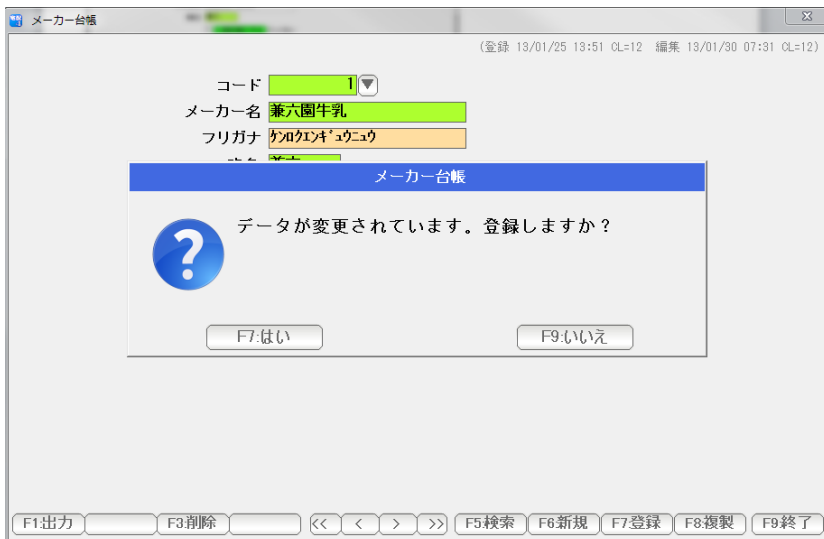 メーカー台帳
(登録 13/01/25 13:51 CL=12 編集 13/01/30 07:31 CL=12)
コード 1
メーカー名 兼六園牛乳
フリガナ ｹﾝﾛｸｴﾝｷﾞｭｳﾆｭｳ
メーカー台帳
データが変更されています。登録しますか？
F7:はい F9:いいえ
F1:出力 F3:削除 << < > >> F5:検索 F6:新規 F7:登録 F8:複製 F9:終了